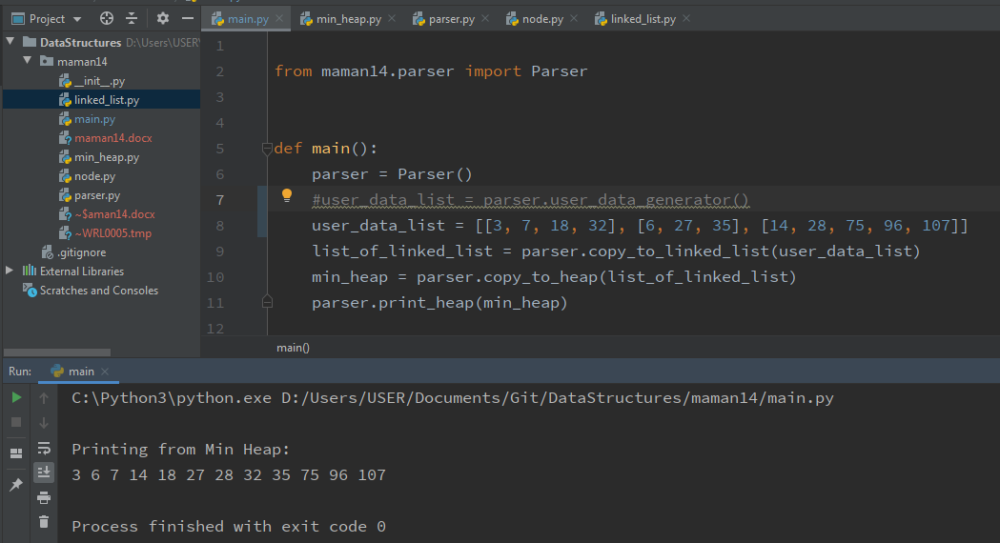 Project
main.py
min_heap.py
parser.py
node.py
linked_list.py
DataStructures D:\Users\USER\
maman14
__init__.py
linked_list.py
main.py
maman14.docx
min_heap.py
node.py
parser.py
~$aman14.docx
~WRL0005.tmp
.gitignore
External Libraries
Scratches and Consoles
1
2 from maman14.parser import Parser
3
4
5 def main():
6 parser = Parser()
7 #user_data_list = parser.user_data_generator()
8 user_data_list = [[3, 7, 18, 32], [6, 27, 35], [14, 28, 75, 96, 107]]
9 list_of_linked_list = parser.copy_to_linked_list(user_data_list)
10 min_heap = parser.copy_to_heap(list_of_linked_list)
11 parser.print_heap(min_heap)
12
main()
Run: main
C:\Python3\python.exe D:/Users/USER/Documents/Git/DataStructures/maman14/main.py
Printing from Min Heap:
3 6 7 14 18 27 28 32 35 75 96 107
Process finished with exit code 0